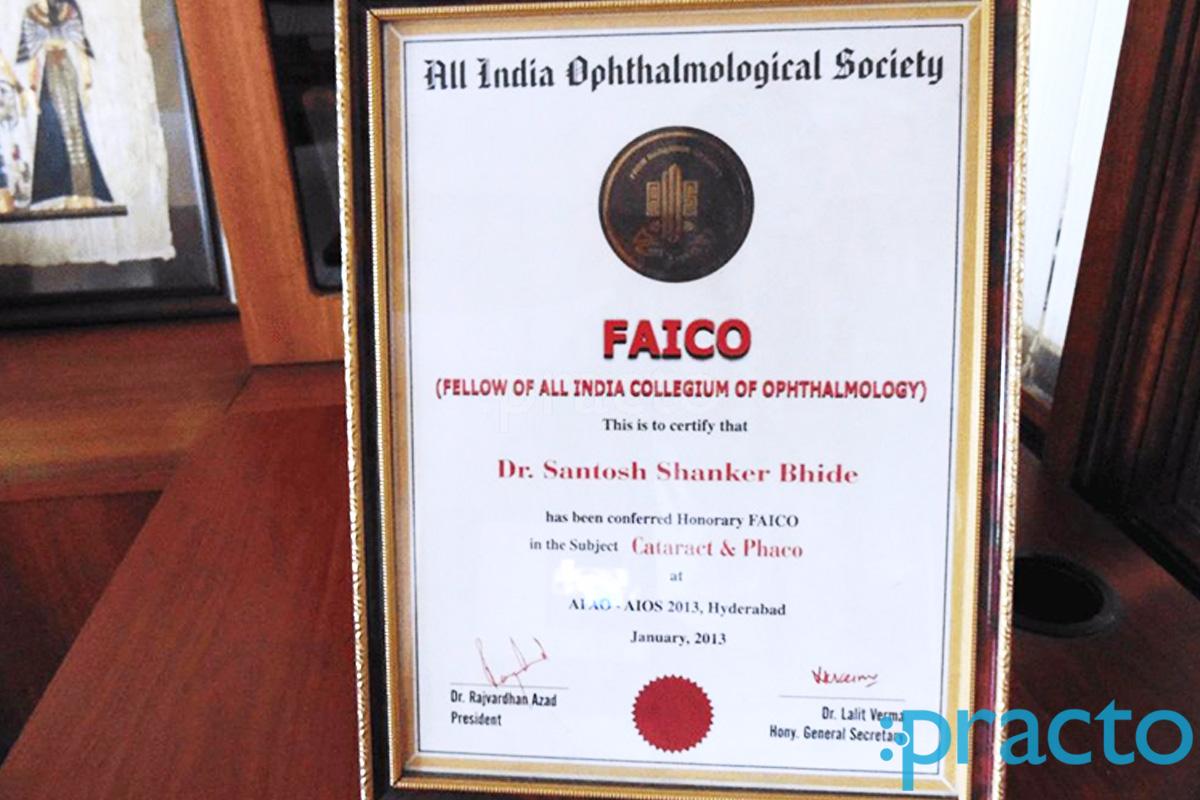 All India Ophthalmological Society
FAICO
(FELLOW OF ALL INDIA COLLEGIUM OF OPHTHALMOLOGY)
This is to certify that
Dr. Santosh Shanker Bhide
has been conferred Honorary FAICO
in the Subject Cataract & Phaco
at
AIOS 2013, Hyderabad
January, 2013
Dr. Rajvardhan Azad
President
Dr. Lalit Verma
Hony. General Secretary
:practo